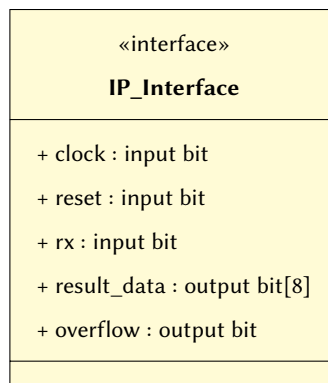 «interface»
IP_Interface
+ clock : input bit
+ reset : input bit
+ rx : input bit
+ result_data : output bit[8]
+ overflow : output bit